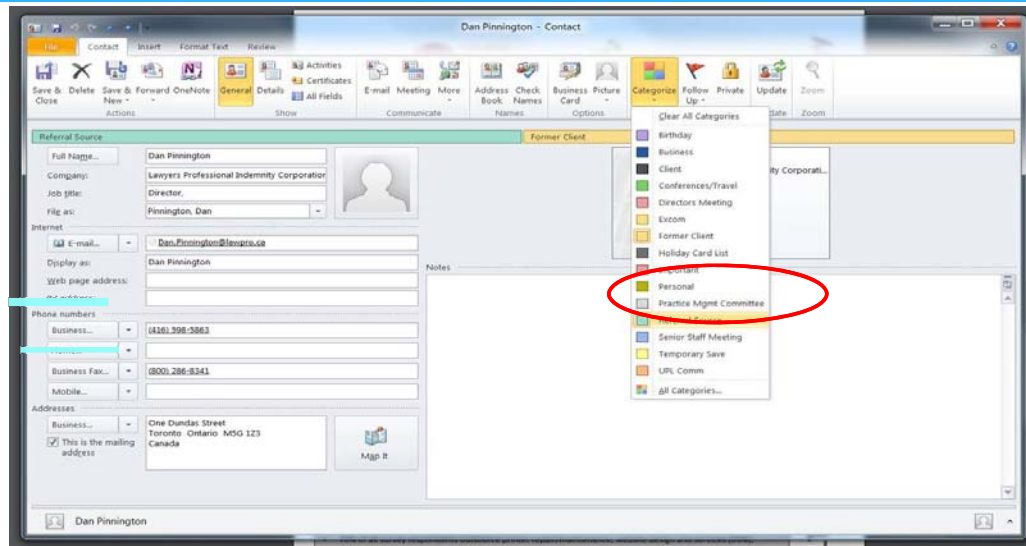 Dan Pinnington - Contact
File Contact Insert Format Text Review
Save & Close Delete Save & New Forward OneNote General Details Activities Certificates All Fields E-mail Meeting More Address Book Check Names Business Card Picture Categorize Follow Up Private Update Zoom
Actions Show Communicate Names Options Zoom
Clear All Categories
Birthday
Business
Client
Conferences/Travel
Directors Meeting
Excom
Former Client
Holiday Card List
Important
Personal
Practice Mgmt Committee
Referral Source
Senior Staff Meeting
Temporary Save
UPL Comm
All Categories...
Referral Source Former Client
Full Name... Dan Pinnington
Company: Lawyers Professional Indemnity Corporation
Job title: Director,
File as: Pinnington, Dan
ity Corporati...
Internet
E-mail... Dan.Pinnington@lawpro.ca
Display as: Dan Pinnington
Web page address:
Notes
Phone numbers
Business... (416) 598-5863
Business Fax... (800) 286-8341
Mobile...
Addresses
Business... One Dundas Street
Toronto Ontario M5G 1Z3
Canada
This is the mailing address
Map It
Dan Pinnington